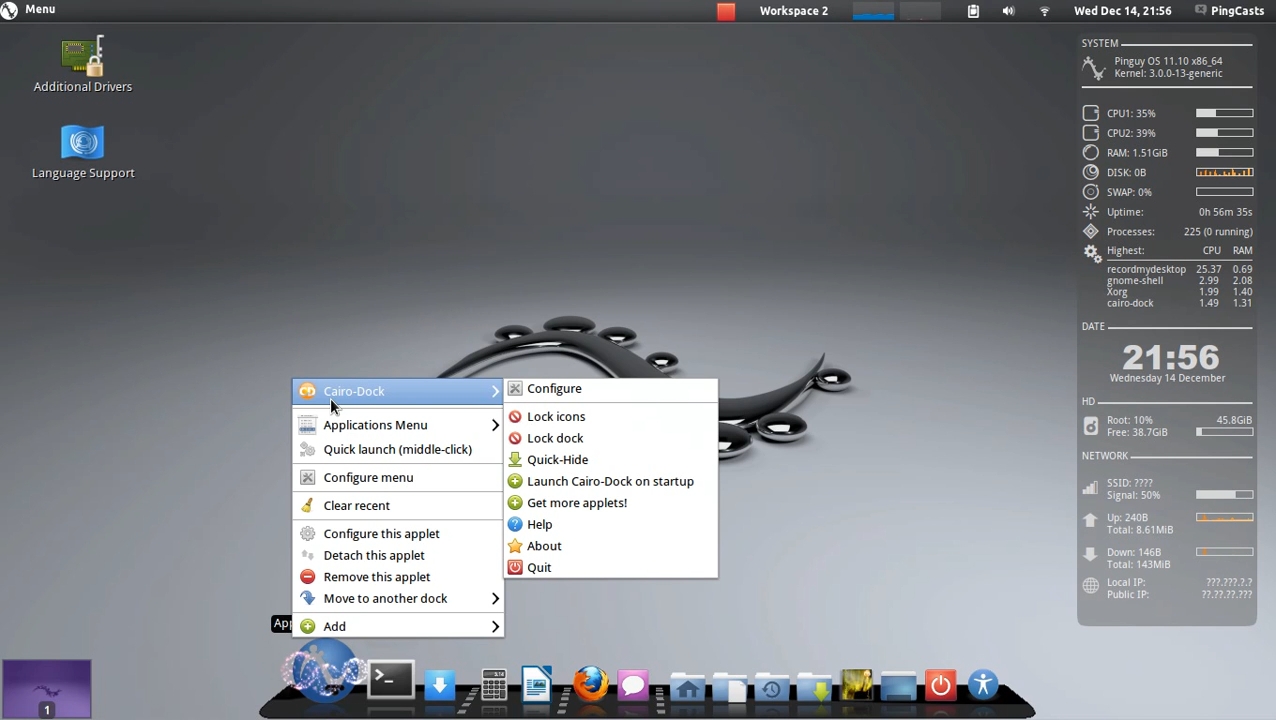 Menu
Workspace 2
Wed Dec 14, 21:56
PingCasts
Additional Drivers
Language Support
SYSTEM
Pinguy OS 11.10 x86_64
Kernel: 3.0.0-13-generic
CPU1: 35%
CPU2: 39%
RAM: 1.51GiB
DISK: 0B
SWAP: 0%
Uptime: 0h 56m 35s
Processes: 225 (0 running)
Highest: CPU RAM
recordmydesktop 25.37 0.69
gnome-shell 2.99 2.08
Xorg 1.99 1.40
cairo-dock 1.49 1.31
DATE
21:56
Wednesday 14 December
HD
Root: 10% 45.8GiB
Free: 38.7GiB
NETWORK
SSID: ????
Signal: 50%
Up: 240B
Total: 8.61MiB
Down: 146B
Total: 143MiB
Local IP: ???.???.?.?
Public IP: ??.??.??.???
Cairo-Dock
Applications Menu
Quick launch (middle-click)
Configure menu
Clear recent
Configure this applet
Detach this applet
Remove this applet
Move to another dock
Add
Configure
Lock icons
Lock dock
Quick-Hide
Launch Cairo-Dock on startup
Get more applets!
Help
About
Quit
App
>_
3.14
1